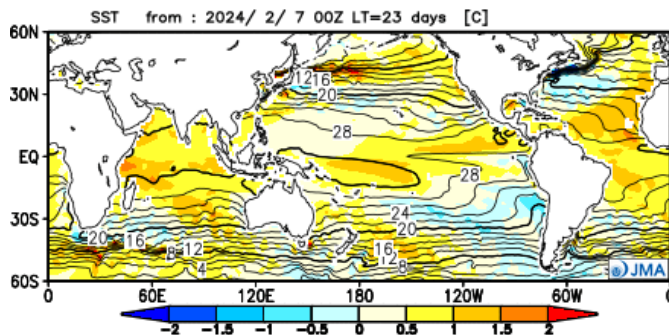 SST from : 2024/ 2/ 7 00Z LT=23 days [C]
60N
30N
EQ
30S
60S
12 16
20
28
28
24
20
20 16
8 12
4
16
12 8
JMA
0 60E 120E 180 120W 60W 0
-2 -1.5 -1 -0.5 0 0.5 1 1.5 2